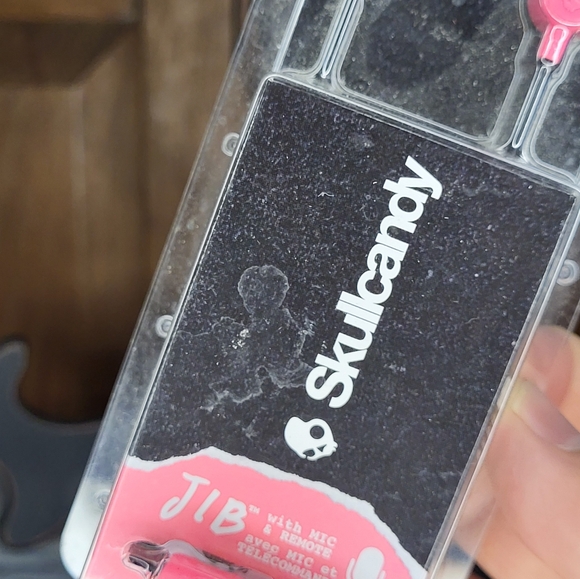 Skullcandy
JIB™ with MIC
& REMOTE
avec MIC et